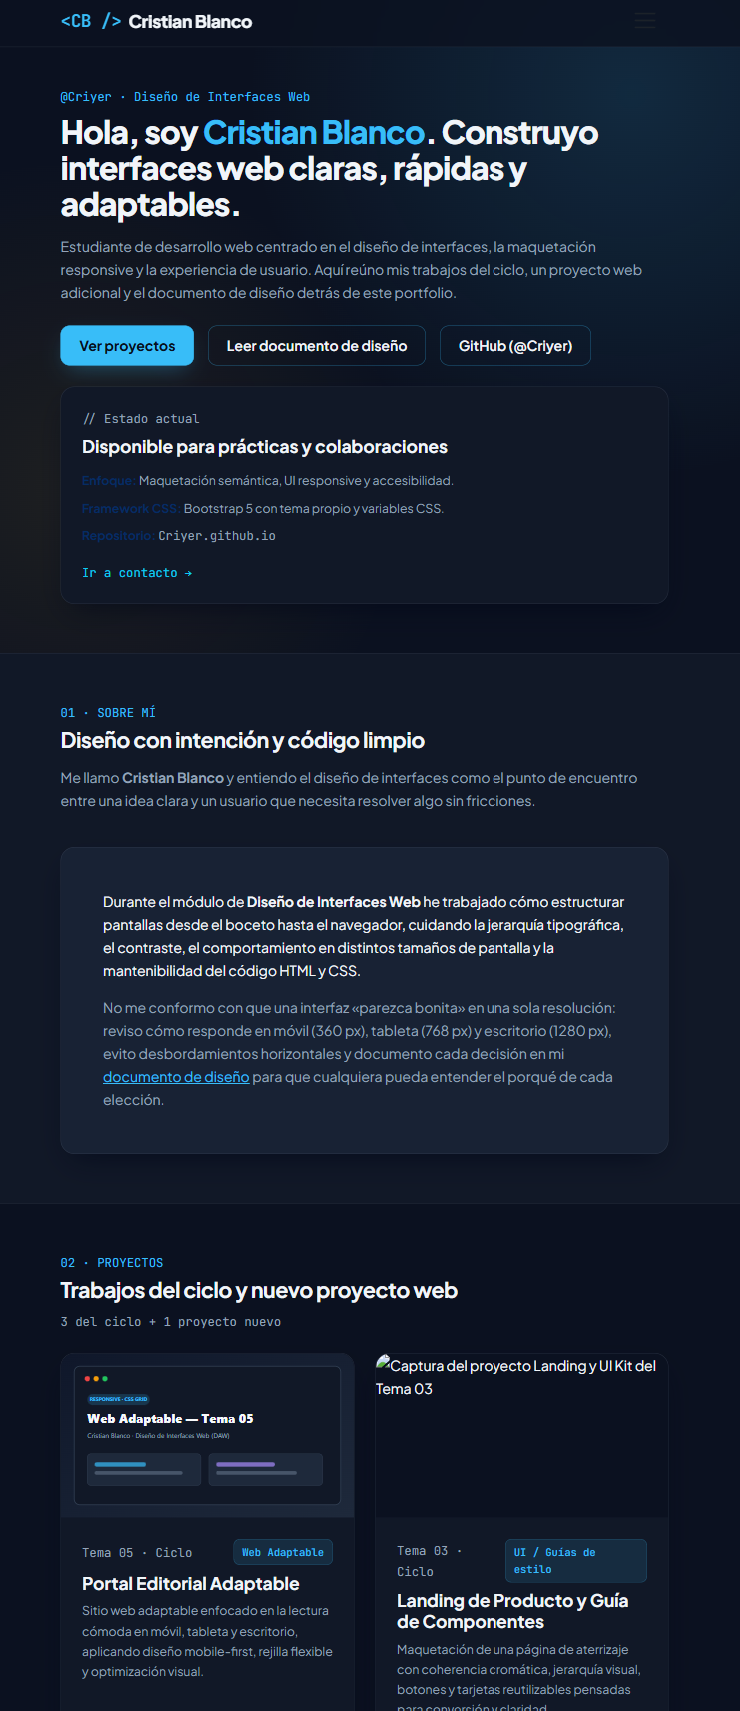 <CB /> Cristian Blanco
@Criyer · Diseño de Interfaces Web
Hola, soy Cristian Blanco. Construyo
interfaces web claras, rápidas y
adaptables.
Estudiante de desarrollo web centrado en el diseño de interfaces, la maquetación
responsive y la experiencia de usuario. Aquí reúno mis trabajos del ciclo, un proyecto web
adicional y el documento de diseño detrás de este portfolio.
Ver proyectos
Leer documento de diseño
GitHub (@Criyer)
// Estado actual
Disponible para prácticas y colaboraciones
Enfoque: Maquetación semántica, UI responsive y accesibilidad.
Framework CSS: Bootstrap 5 con tema propio y variables CSS.
Repositorio: Criyer.github.io
Ir a contacto →
01 · SOBRE MÍ
Diseño con intención y código limpio
Me llamo Cristian Blanco y entiendo el diseño de interfaces como el punto de encuentro
entre una idea clara y un usuario que necesita resolver algo sin fricciones.
Durante el módulo de Diseño de Interfaces Web he trabajado cómo estructurar
pantallas desde el boceto hasta el navegador, cuidando la jerarquía tipográfica,
el contraste, el comportamiento en distintos tamaños de pantalla y la
mantenibilidad del código HTML y CSS.
No me conformo con que una interfaz «parezca bonita» en una sola resolución:
reviso cómo responde en móvil (360 px), tableta (768 px) y escritorio (1280 px),
evito desbordamientos horizontales y documento cada decisión en mi
documento de diseño para que cualquiera pueda entender el porqué de cada
elección.
02 · PROYECTOS
Trabajos del ciclo y nuevo proyecto web
3 del ciclo + 1 proyecto nuevo
RESPONSIVE · CSS GRID
Web Adaptable — Tema 05
Cristian Blanco · Diseño de Interfaces Web (DAW)
Tema 05 · Ciclo
Web Adaptable
Portal Editorial Adaptable
Sitio web adaptable enfocado en la lectura
cómoda en móvil, tableta y escritorio,
aplicando diseño mobile-first, rejilla flexible
y optimización visual.
Captura del proyecto Landing y UI Kit del
Tema 03
Tema 03 ·
Ciclo
UI / Guías de
estilo
Landing de Producto y Guía
de Componentes
Maquetación de una página de aterrizaje
con coherencia cromática, jerarquía visual,
botones y tarjetas reutilizables pensadas
para conversión y claridad.